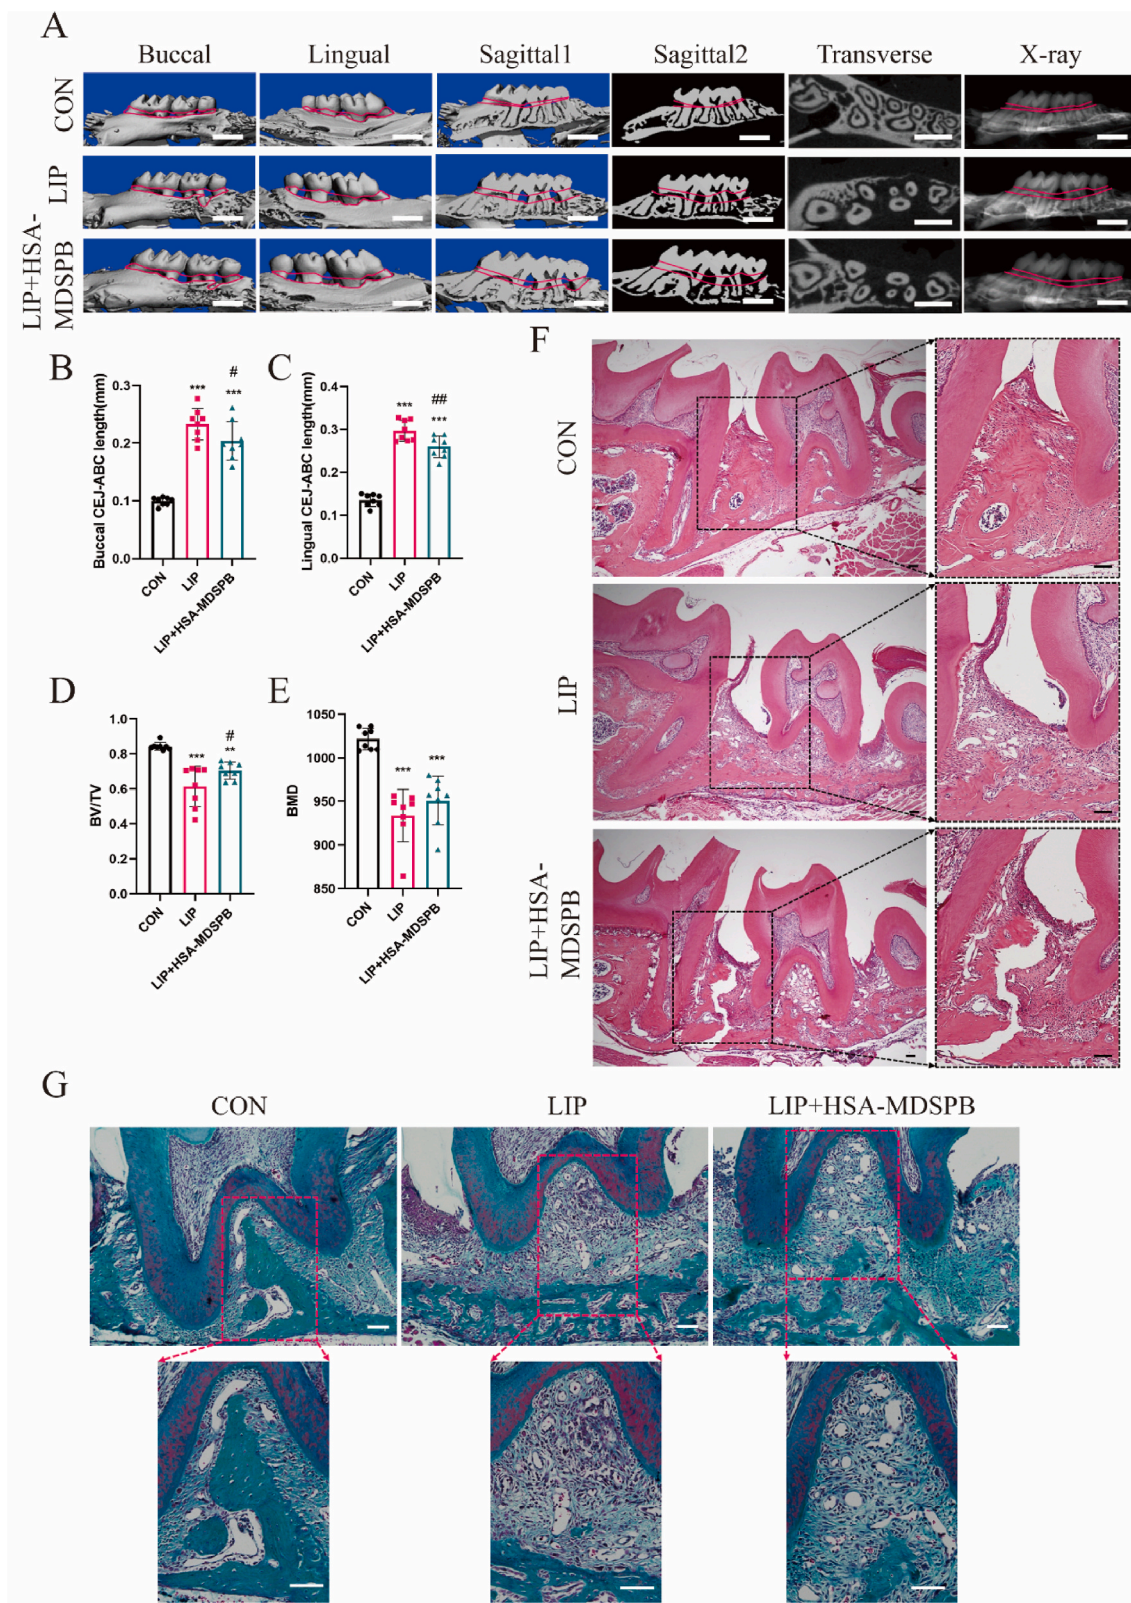 A
Buccal
Lingual
Sagittal1
Sagittal2
Transverse
X-ray
CON
LIP
LIP+HSA-
MDSPB
B
Buccal CEJ-ABC length(mm)
0.3
0.2
0.1
0.0
***
#
***
CON
LIP
LIP+HSA-MDSPB
C
Lingual CEJ-ABC length(mm)
0.4
0.3
0.2
0.1
0.0
***
##
***
CON
LIP
LIP+HSA-MDSPB
D
BV/TV
1.0
0.8
0.6
0.4
0.2
0.0
***
#
**
CON
LIP
LIP+HSA-MDSPB
E
BMD
1050
1000
950
900
850
***
***
CON
LIP
LIP+HSA-MDSPB
F
CON
LIP
LIP+HSA-
MDSPB
G
CON
LIP
LIP+HSA-MDSPB